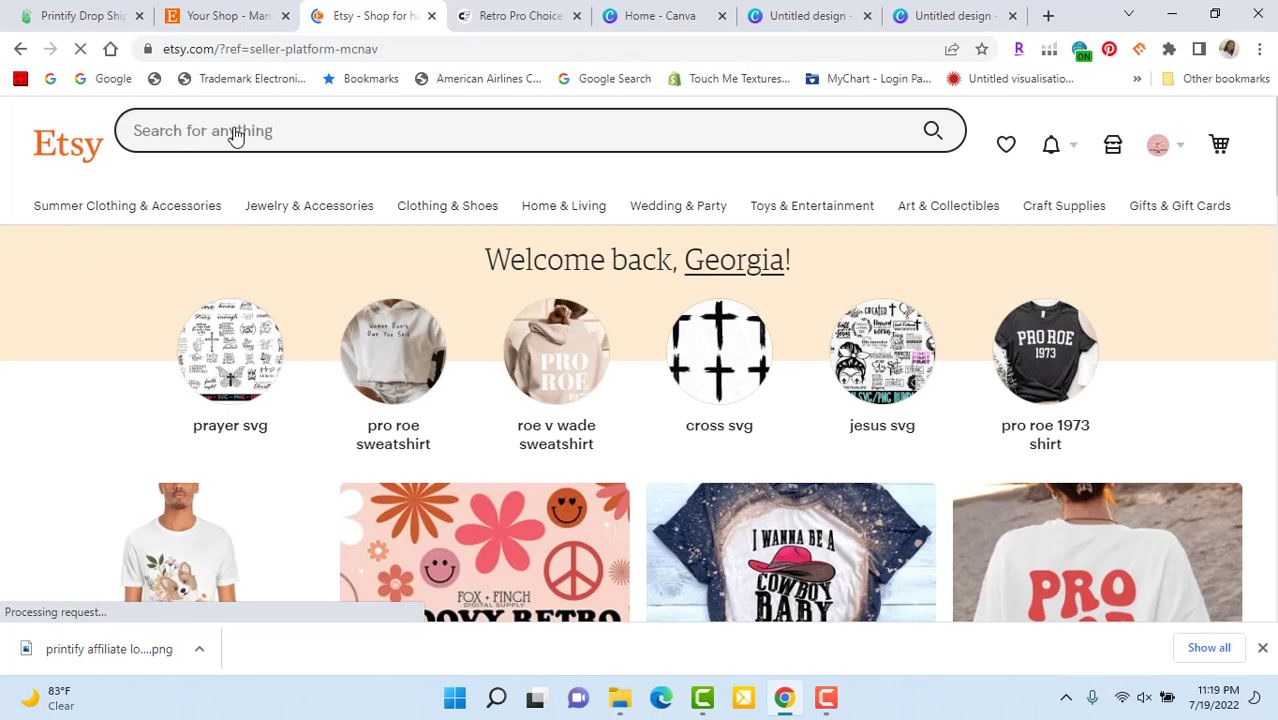 Printify Drop Ship
Your Shop - Man
Etsy - Shop for ha
Retro Pro Choice
Home - Canva
Untitled design -
Untitled design -
etsy.com/?ref=seller-platform-mcnav
ON
Google
Trademark Electroni...
Bookmarks
American Airlines C...
Google Search
Touch Me Textures...
MyChart - Login Pa...
Untitled visualisatio...
Other bookmarks
Etsy
Search for anything
Summer Clothing & Accessories
Jewelry & Accessories
Clothing & Shoes
Home & Living
Wedding & Party
Toys & Entertainment
Art & Collectibles
Craft Supplies
Gifts & Gift Cards
Welcome back, Georgia!
Women Don't
Owe You Shit
PRO
ROE
PRO ROE
1973
prayer svg
pro roe
sweatshirt
roe v wade
sweatshirt
cross svg
jesus svg
pro roe 1973
shirt
FOX + FINCH
DIGITAL SUPPLY
GROOVY RETRO
I WANNA BE A
COWBOY
BABY
PRO
Processing request...
printify affiliate lo....png
Show all
83°F
Clear
11:19 PM
7/19/2022